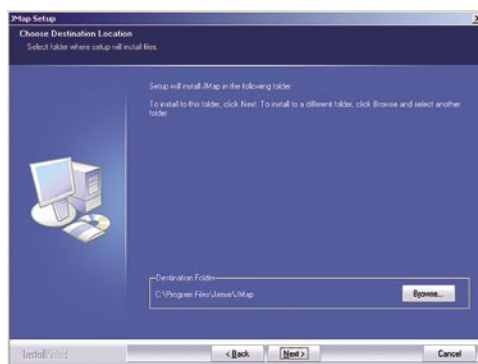 JMap Setup
Choose Destination Location
Select folder where setup will install files.
Setup will install JMap in the following folder.
To install to this folder, click Next. To install to a different folder, click Browse and select another
folder.
Destination Folder
C:\Program Files\Jamar\JMap
Browse...
InstallShield
< Back
Next >
Cancel